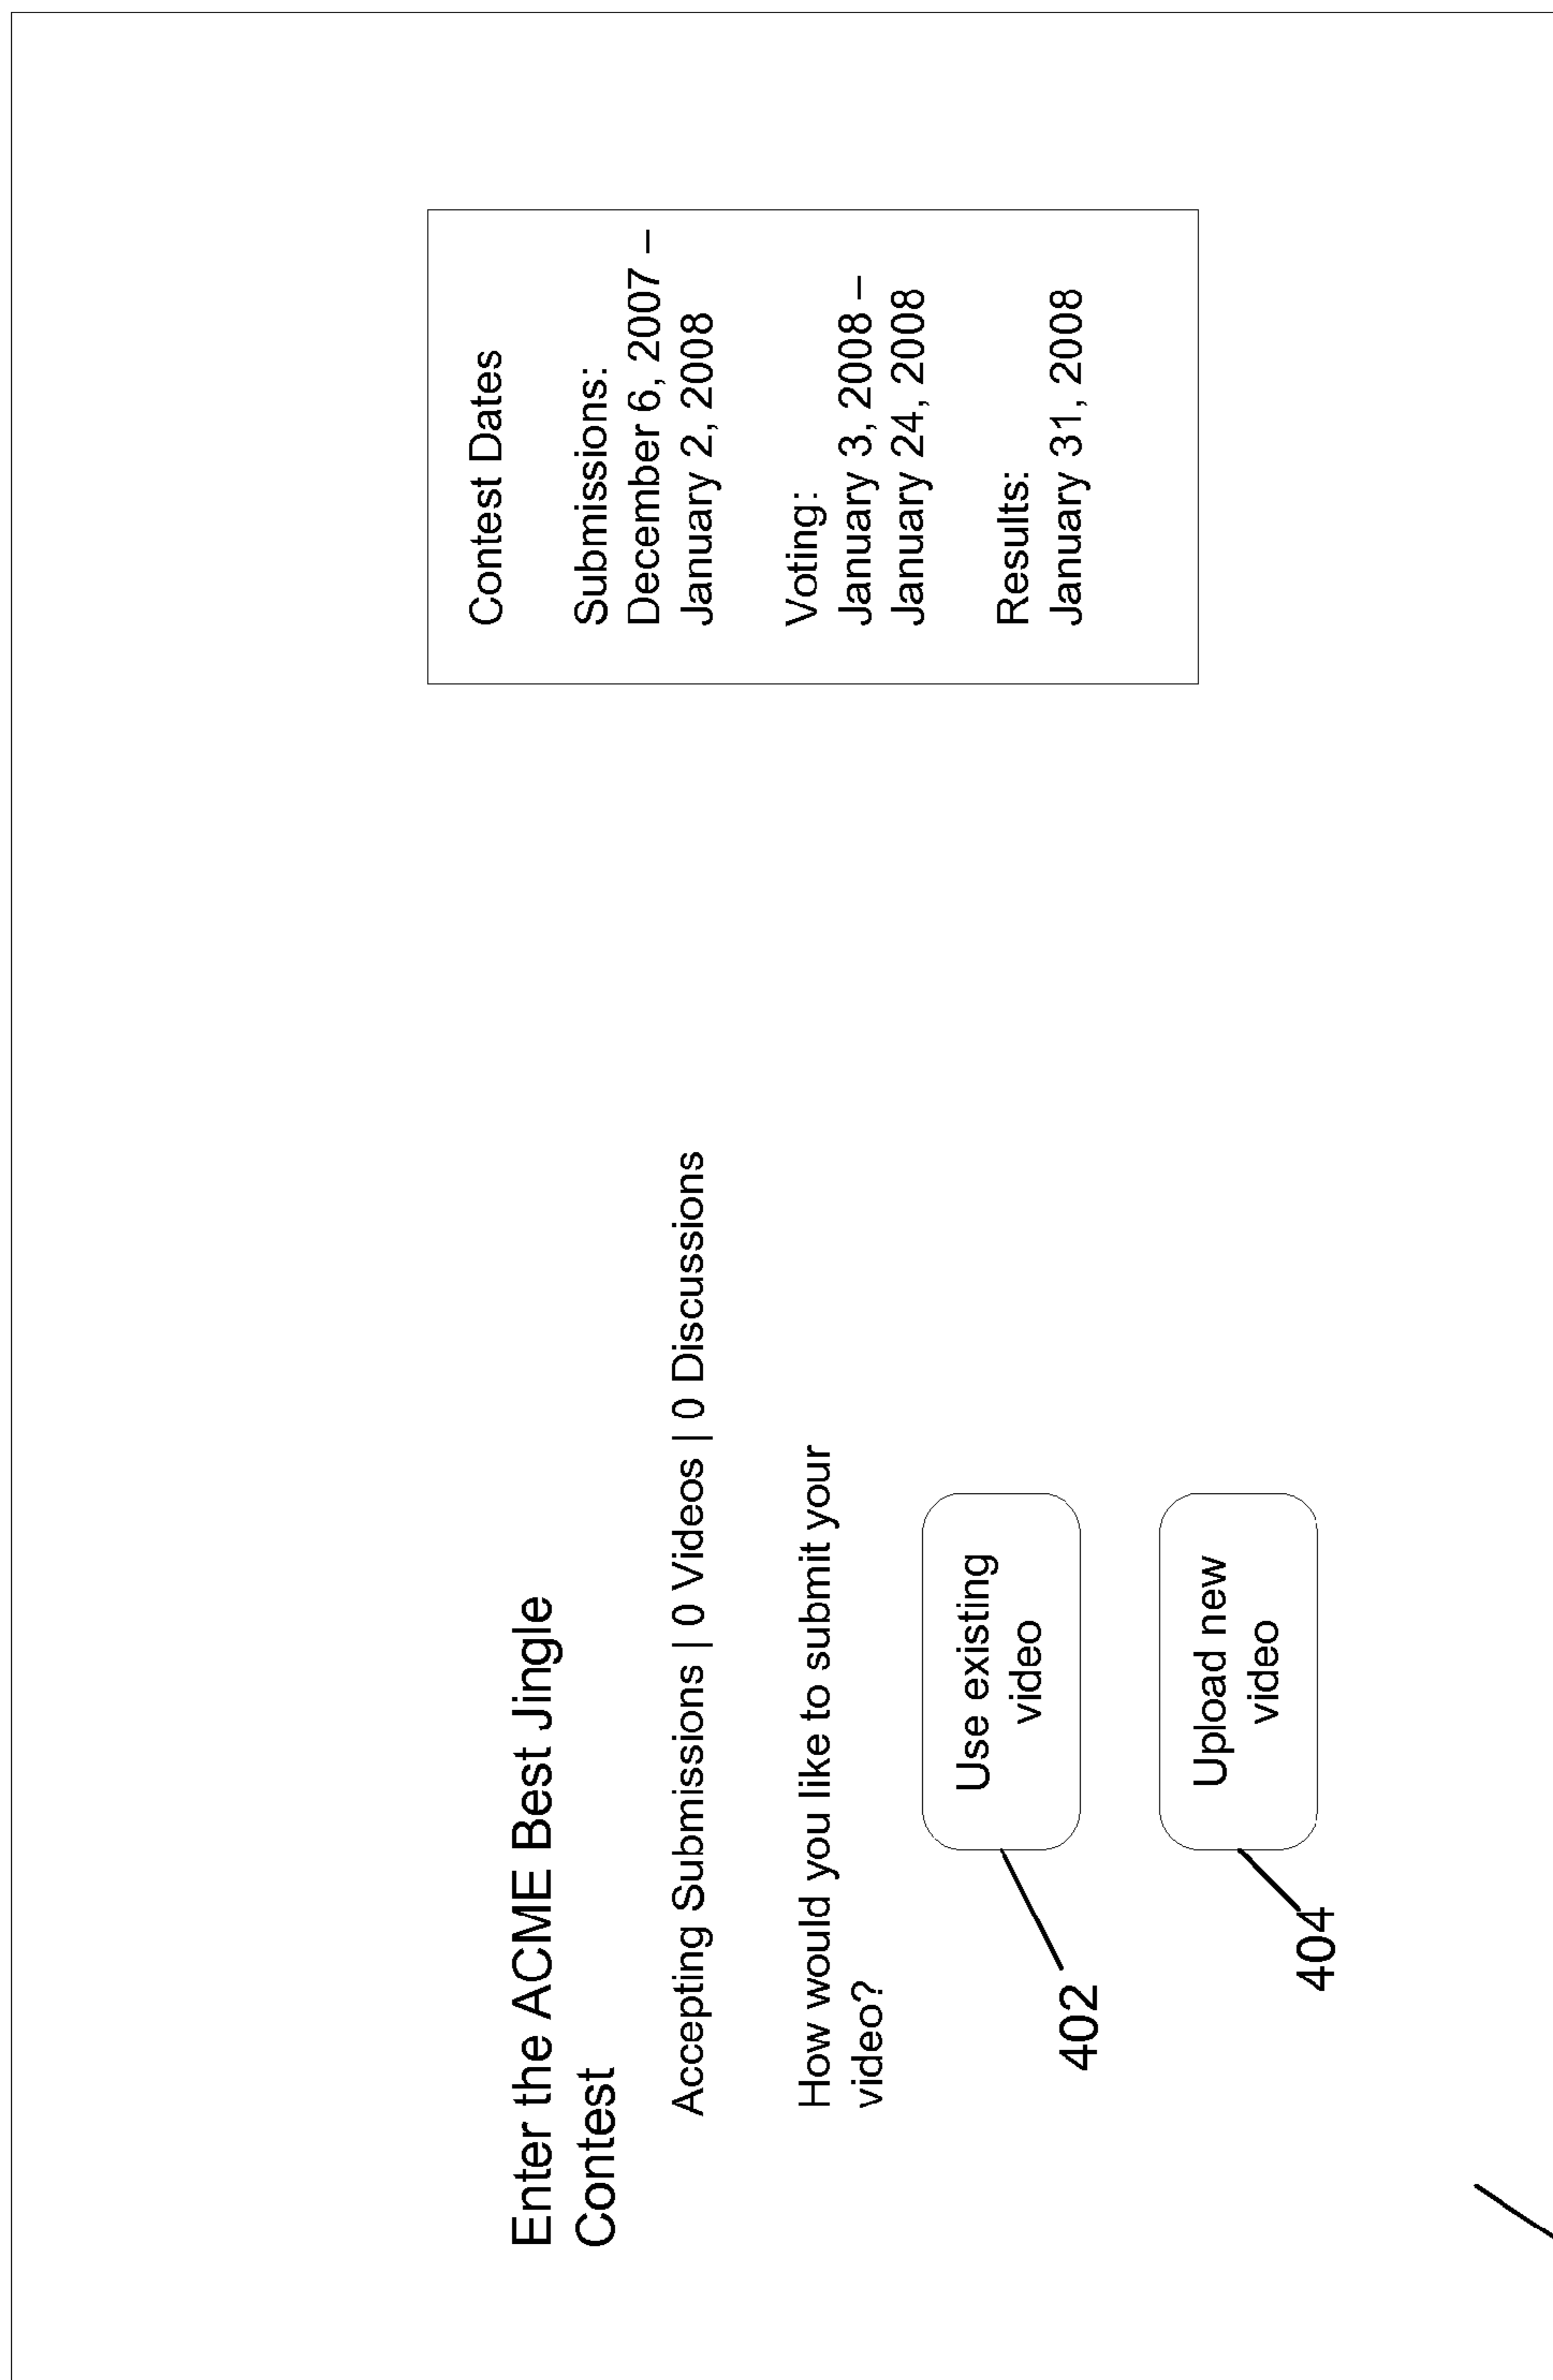 Enter the ACME Best Jingle
Contest
Accepting Submissions | 0 Videos | 0 Discussions
How would you like to submit your
video?
Use existing
video
Upload new
video
402
404
Contest Dates
Submissions:
December 6, 2007 –
January 2, 2008
Voting:
January 3, 2008 –
January 24, 2008
Results:
January 31, 2008